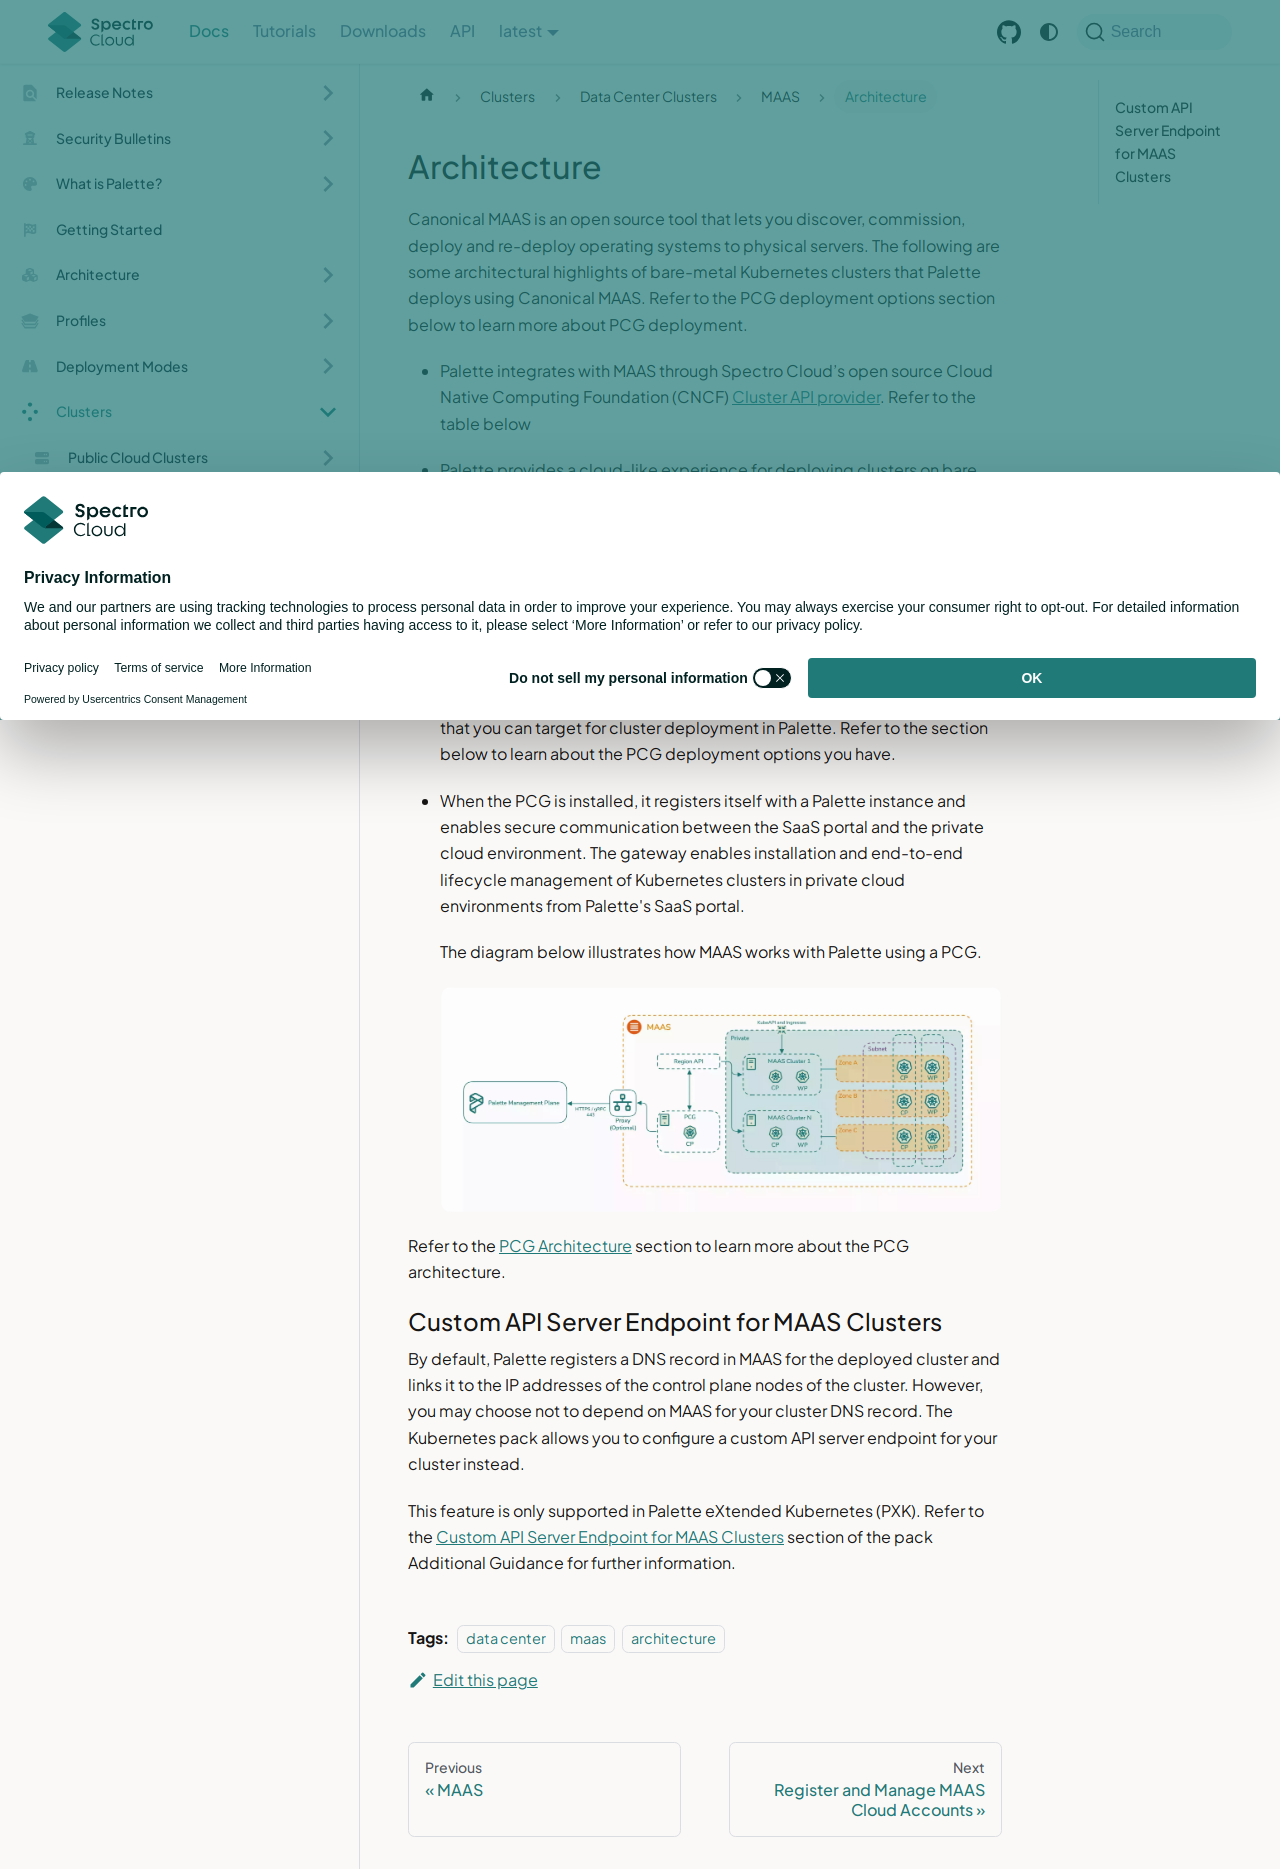 Spectro
Cloud
Docs
Tutorials
Downloads
API
latest
Search
Release Notes
Security Bulletins
What is Palette?
Getting Started
Architecture
Profiles
Deployment Modes
Clusters
Public Cloud Clusters
Clusters
Data Center Clusters
MAAS
Architecture
Custom API
Server Endpoint
for MAAS
Clusters
Architecture
Canonical MAAS is an open source tool that lets you discover, commission,
deploy and re-deploy operating systems to physical servers. The following are
some architectural highlights of bare-metal Kubernetes clusters that Palette
deploys using Canonical MAAS. Refer to the PCG deployment options section
below to learn more about PCG deployment.
Palette integrates with MAAS through Spectro Cloud's open source Cloud
Native Computing Foundation (CNCF) Cluster API provider. Refer to the
table below
Palette provides a cloud-like experience for deploying clusters on bare
Spectro
Cloud
Privacy Information
We and our partners are using tracking technologies to process personal data in order to improve your experience. You may always exercise your consumer right to opt-out. For detailed information
about personal information we collect and third parties having access to it, please select ‘More Information’ or refer to our privacy policy.
Privacy policy
Terms of service
More Information
Powered by Usercentrics Consent Management
Do not sell my personal information
OK
that you can target for cluster deployment in Palette. Refer to the section
below to learn about the PCG deployment options you have.
When the PCG is installed, it registers itself with a Palette instance and
enables secure communication between the SaaS portal and the private
cloud environment. The gateway enables installation and end-to-end
lifecycle management of Kubernetes clusters in private cloud
environments from Palette's SaaS portal.
The diagram below illustrates how MAAS works with Palette using a PCG.
MAAS
KubeAPI and Ingresses
Private
Subnet
Region API
MAAS Cluster 1
CP
WP
Zone A
CP
WP
Palette Management Plane
HTTPS / gRPC
443
Proxy
(Optional)
PCG
CP
MAAS Cluster N
CP
WP
Zone B
CP
WP
Zone C
CP
WP
Refer to the PCG Architecture section to learn more about the PCG
architecture.
Custom API Server Endpoint for MAAS Clusters
By default, Palette registers a DNS record in MAAS for the deployed cluster and
links it to the IP addresses of the control plane nodes of the cluster. However,
you may choose not to depend on MAAS for your cluster DNS record. The
Kubernetes pack allows you to configure a custom API server endpoint for your
cluster instead.
This feature is only supported in Palette eXtended Kubernetes (PXK). Refer to
the Custom API Server Endpoint for MAAS Clusters section of the pack
Additional Guidance for further information.
Tags:
data center
maas
architecture
Edit this page
Previous
« MAAS
Next
Register and Manage MAAS
Cloud Accounts »